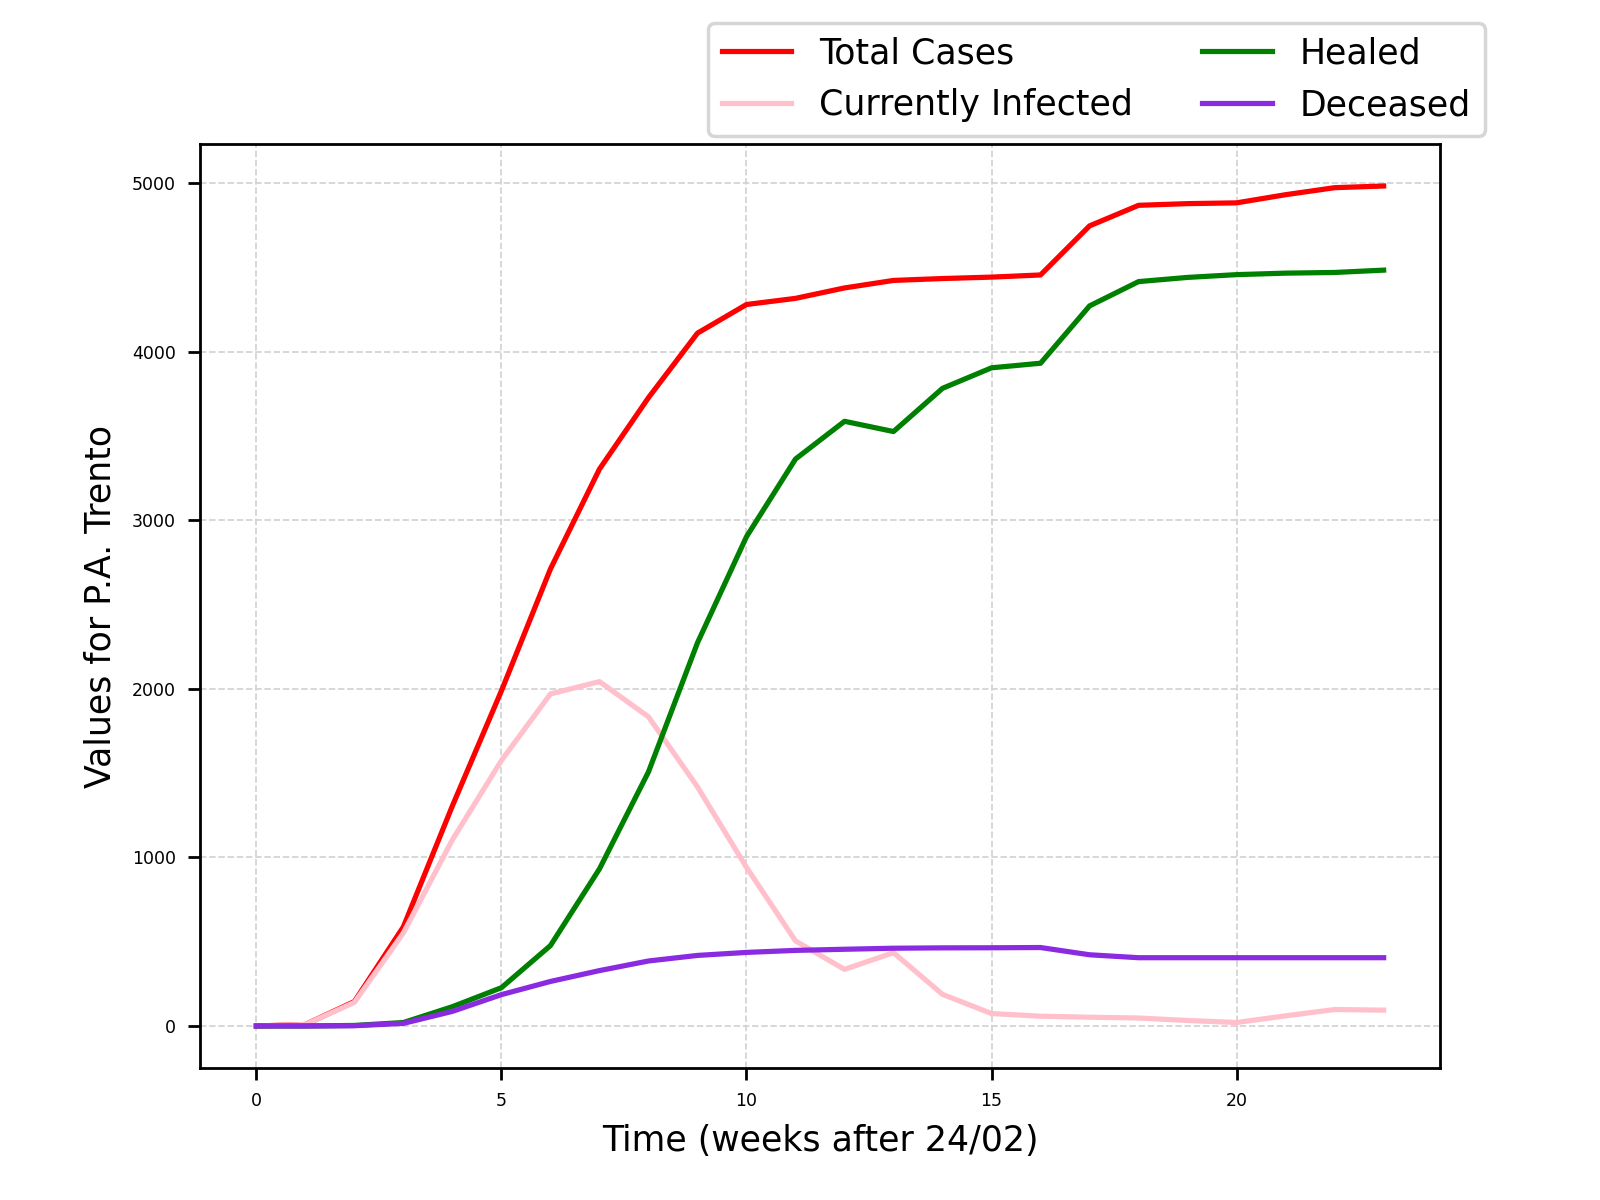 Total Cases
Currently Infected
Healed
Deceased
5000
4000
3000
2000
1000
0
Values for P.A. Trento
0 5 10 15 20
Time (weeks after 24/02)